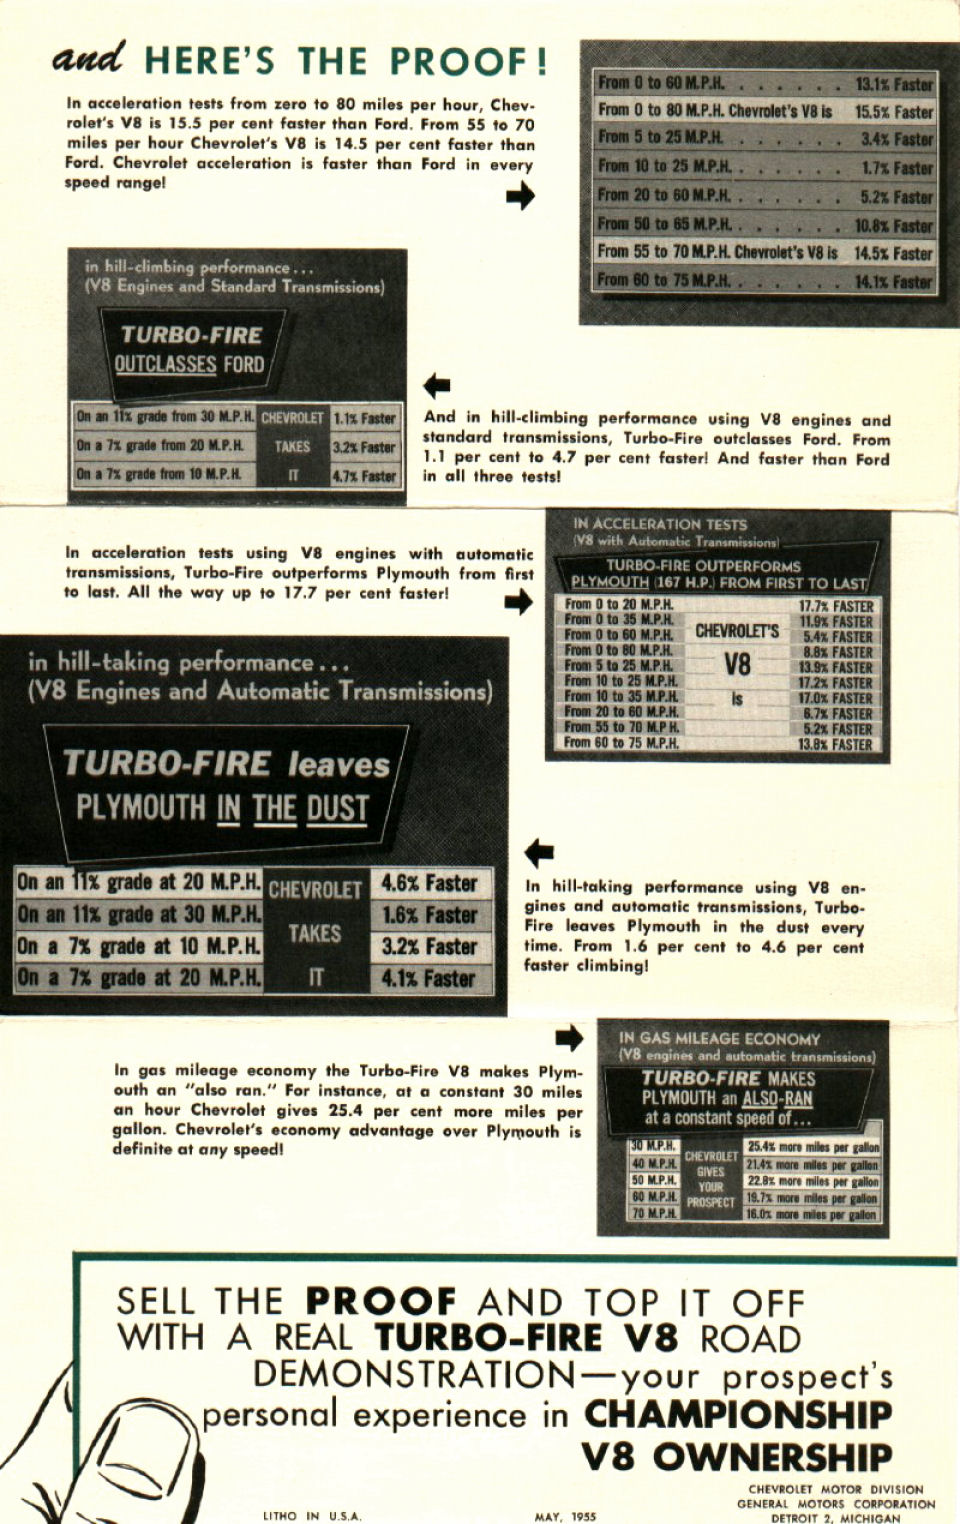 and HERE'S THE PROOF!
In acceleration tests from zero to 80 miles per hour, Chev-
rolet's V8 is 15.5 per cent faster than Ford. From 55 to 70
miles per hour Chevrolet's V8 is 14.5 per cent faster than
Ford. Chevrolet acceleration is faster than Ford in every
speed range!
From 0 to 60 M.P.H. . . . . . . 13.1% Faster
From 0 to 80 M.P.H. Chevrolet's V8 is 15.5% Faster
From 5 to 25 M.P.H. . . . . . . 3.4% Faster
From 10 to 25 M.P.H. . . . . . . 1.7% Faster
From 20 to 60 M.P.H. . . . . . . 5.2% Faster
From 50 to 65 M.P.H. . . . . . . 10.8% Faster
From 55 to 70 M.P.H. Chevrolet's V8 is 14.5% Faster
From 60 to 75 M.P.H. . . . . . . 14.1% Faster
in hill-climbing performance...
(V8 Engines and Standard Transmissions)
TURBO-FIRE
OUTCLASSES FORD
On an 11% grade from 30 M.P.H. CHEVROLET 1.1% Faster
On a 7% grade from 20 M.P.H. TAKES 3.2% Faster
On a 7% grade from 10 M.P.H. IT 4.7% Faster
And in hill-climbing performance using V8 engines and
standard transmissions, Turbo-Fire outclasses Ford. From
1.1 per cent to 4.7 per cent faster! And faster than Ford
in all three tests!
In acceleration tests using V8 engines with automatic
transmissions, Turbo-Fire outperforms Plymouth from first
to last. All the way up to 17.7 per cent faster!
IN ACCELERATION TESTS
(V8 with Automatic Transmissions)
TURBO-FIRE OUTPERFORMS
PLYMOUTH (167 H.P.) FROM FIRST TO LAST
From 0 to 20 M.P.H. 17.7% FASTER
From 0 to 35 M.P.H. 11.9% FASTER
From 0 to 60 M.P.H. CHEVROLET'S 5.4% FASTER
From 0 to 80 M.P.H. 8.8% FASTER
From 5 to 25 M.P.H. V8 13.9% FASTER
From 10 to 25 M.P.H. 17.2% FASTER
From 10 to 35 M.P.H. is 17.0% FASTER
From 20 to 60 M.P.H. 6.7% FASTER
From 55 to 70 M.P.H. 5.2% FASTER
From 60 to 75 M.P.H. 13.8% FASTER
in hill-taking performance...
(V8 Engines and Automatic Transmissions)
TURBO-FIRE leaves
PLYMOUTH IN THE DUST
On an 11% grade at 20 M.P.H. CHEVROLET 4.6% Faster
On an 11% grade at 30 M.P.H. 1.6% Faster
On a 7% grade at 10 M.P.H. TAKES 3.2% Faster
On a 7% grade at 20 M.P.H. IT 4.1% Faster
In hill-taking performance using V8 en-
gines and automatic transmissions, Turbo-
Fire leaves Plymouth in the dust every
time. From 1.6 per cent to 4.6 per cent
faster climbing!
In gas mileage economy the Turbo-Fire V8 makes Plym-
outh an "also ran." For instance, at a constant 30 miles
an hour Chevrolet gives 25.4 per cent more miles per
gallon. Chevrolet's economy advantage over Plymouth is
definite at any speed!
IN GAS MILEAGE ECONOMY
(V8 engines and automatic transmissions)
TURBO-FIRE MAKES
PLYMOUTH an ALSO-RAN
at a constant speed of...
30 M.P.H. CHEVROLET 25.4% more miles per gallon
40 M.P.H. GIVES 21.4% more miles per gallon
50 M.P.H. YOUR 22.8% more miles per gallon
60 M.P.H. PROSPECT 19.7% more miles per gallon
70 M.P.H. 16.0% more miles per gallon
SELL THE PROOF AND TOP IT OFF
WITH A REAL TURBO-FIRE V8 ROAD
DEMONSTRATION—your prospect's
personal experience in CHAMPIONSHIP
V8 OWNERSHIP
CHEVROLET MOTOR DIVISION
GENERAL MOTORS CORPORATION
DETROIT 2, MICHIGAN
LITHO IN U.S.A. MAY, 1955